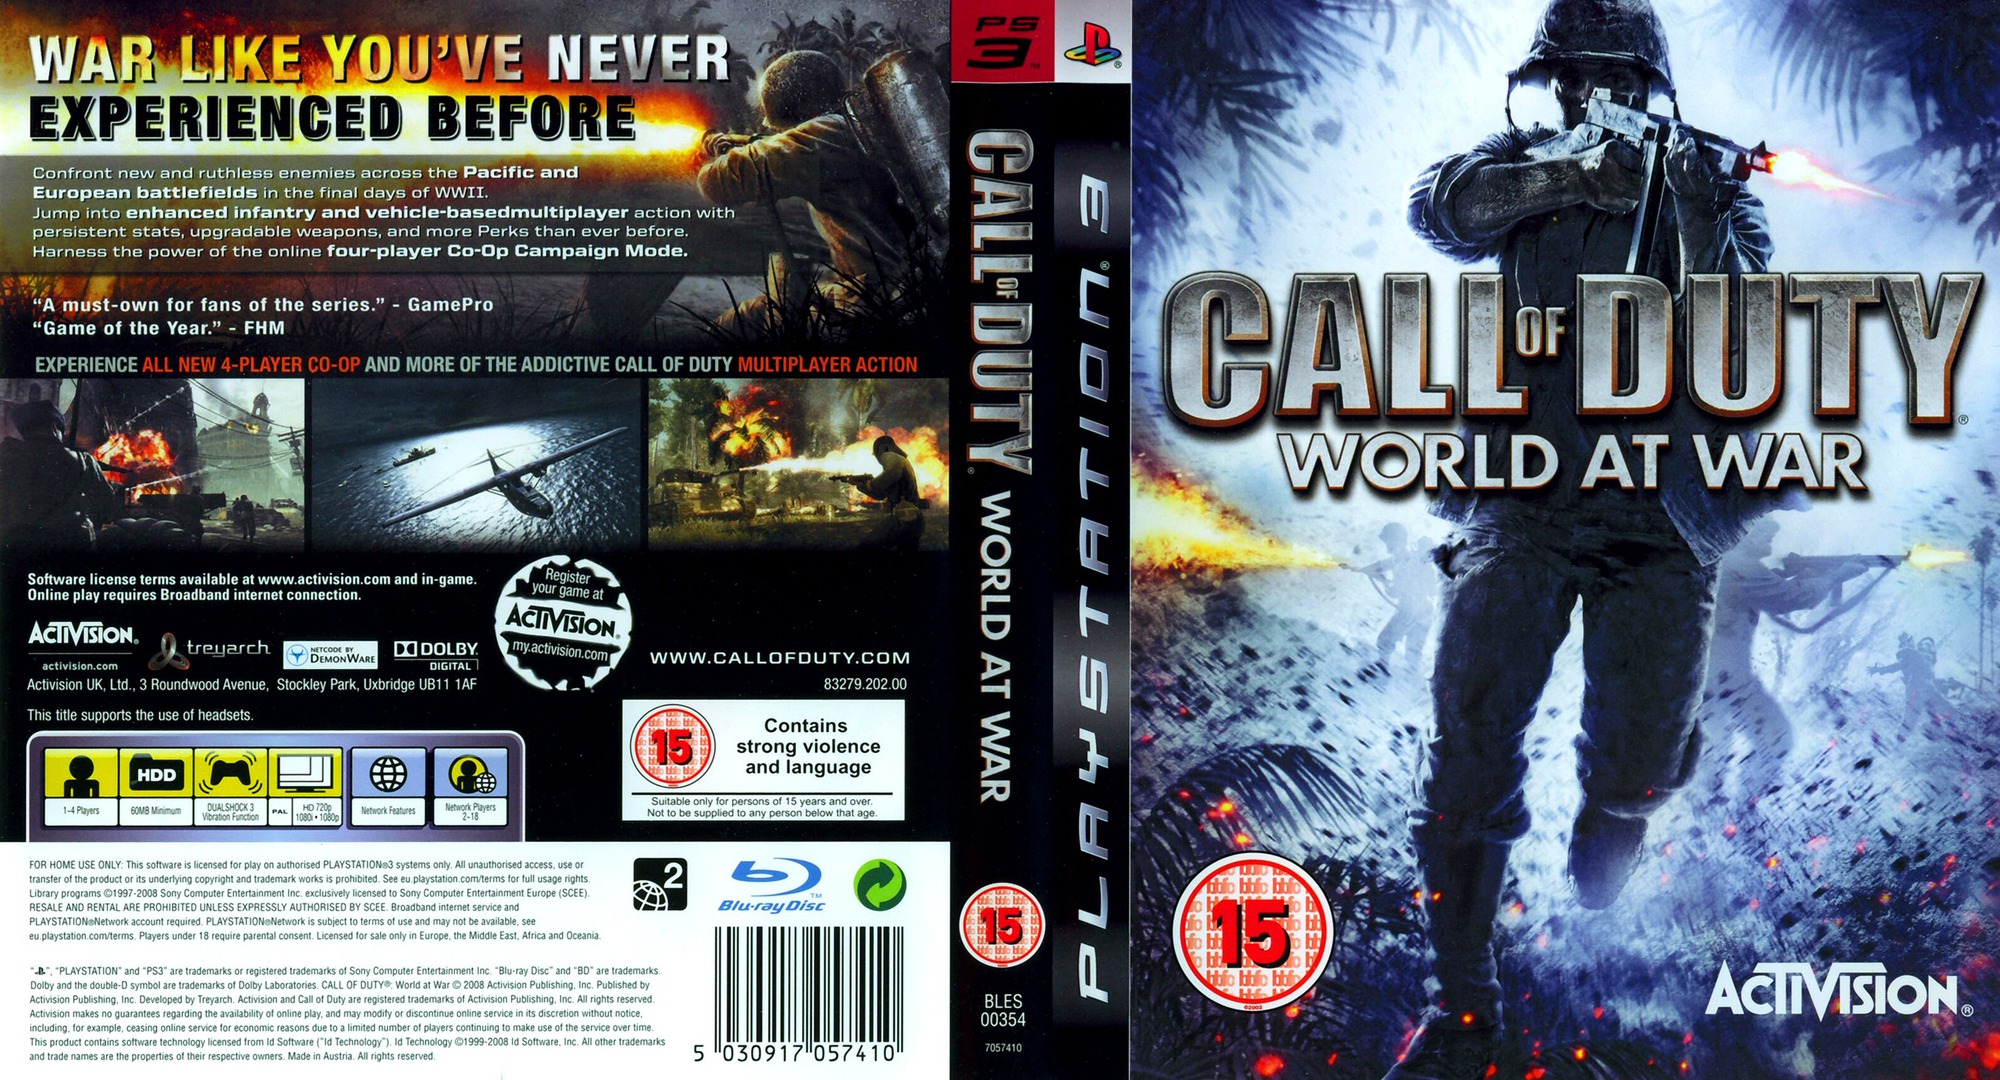 WAR LIKE YOU'VE NEVER
EXPERIENCED BEFORE
Confront new and ruthless enemies across the Pacific and
European battlefields in the final days of WWII.
Jump into enhanced infantry and vehicle-basedmultiplayer action with
persistent stats, upgradable weapons, and more Perks than ever before.
Harness the power of the online four-player Co-Op Campaign Mode.
“A must-own for fans of the series.” - GamePro
“Game of the Year.” - FHM
EXPERIENCE ALL NEW 4-PLAYER CO-OP AND MORE OF THE ADDICTIVE CALL OF DUTY MULTIPLAYER ACTION
Software license terms available at www.activision.com and in-game.
Online play requires Broadband internet connection.
Register
your game at
ACTIVISION®
my.activision.com
ACTIVISION®
activision.com
treyarch
NETCODE BY
DEMONWARE
DOLBY
DIGITAL
WWW.CALLOFDUTY.COM
Activision UK, Ltd., 3 Roundwood Avenue, Stockley Park, Uxbridge UB11 1AF
83279.202.00
This title supports the use of headsets.
1-4 Players
HDD
60MB Minimum
DUALSHOCK 3
Vibration Function
PAL
HD 720p
1080i • 1080p
Network Features
Network Players
2-18
15
Contains
strong violence
and language
Suitable only for persons of 15 years and over.
Not to be supplied to any person below that age.
FOR HOME USE ONLY: This software is licensed for play on authorised PLAYSTATION®3 systems only. All unauthorised access, use or
transfer of the product or its underlying copyright and trademark works is prohibited. See eu.playstation.com/terms for full usage rights.
Library programs ©1997-2008 Sony Computer Entertainment Inc. exclusively licensed to Sony Computer Entertainment Europe (SCEE).
RESALE AND RENTAL ARE PROHIBITED UNLESS EXPRESSLY AUTHORISED BY SCEE. Broadband internet service and
PLAYSTATION®Network account required. PLAYSTATION®Network is subject to terms of use and may not be available, see
eu.playstation.com/terms. Players under 18 require parental consent. Licensed for sale only in Europe, the Middle East, Africa and Oceania.
2
Blu-ray Disc™
“ ”, “PLAYSTATION” and “PS3” are trademarks or registered trademarks of Sony Computer Entertainment Inc. “Blu-ray Disc” and “BD” are trademarks.
Dolby and the double-D symbol are trademarks of Dolby Laboratories. CALL OF DUTY®: World at War © 2008 Activision Publishing, Inc. Published by
Activision Publishing, Inc. Developed by Treyarch. Activision and Call of Duty are registered trademarks of Activision Publishing, Inc. All rights reserved.
Activision makes no guarantees regarding the availability of online play, and may modify or discontinue online service in its discretion without notice,
including, for example, ceasing online service for economic reasons due to a limited number of players continuing to make use of the service over time.
This product contains software technology licensed from Id Software (“Id Technology”). Id Technology ©1999-2008 Id Software, Inc. All other trademarks
and trade names are the properties of their respective owners. Made in Austria. All rights reserved.
5 030917 057410
PS3™
CALL OF DUTY® WORLD AT WAR
15
BLES
00354
7057410
PLAYSTATION®3
CALL OF DUTY®
WORLD AT WAR
15
ACTIVISION®